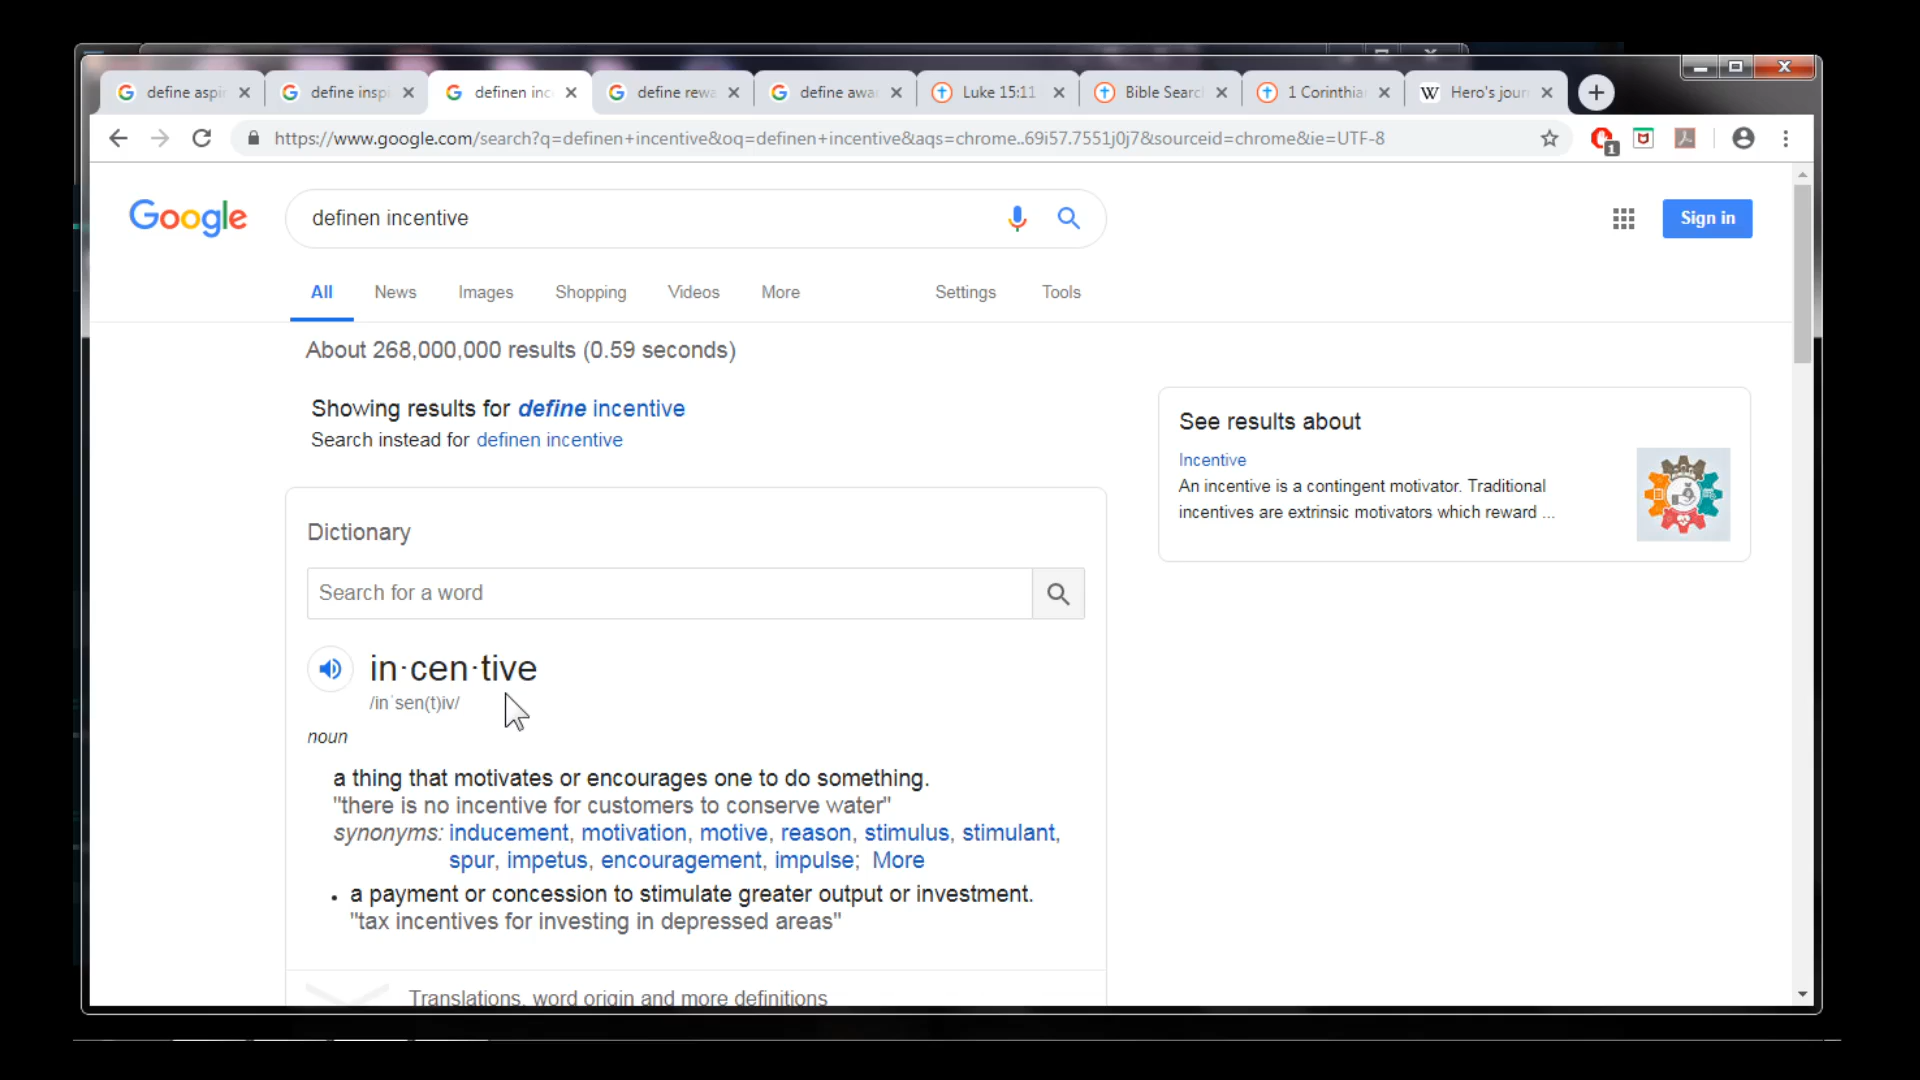 define aspi
define insp
definen inc
define rewa
define awa
Luke 15:11
Bible Searc
1 Corinthia
W Hero's jour
https://www.google.com/search?q=definen+incentive&oq=definen+incentive&aqs=chrome..69i57.7551j0j7&sourceid=chrome&ie=UTF-8
1
Google
definen incentive
Sign in
All
News
Images
Shopping
Videos
More
Settings
Tools
About 268,000,000 results (0.59 seconds)
Showing results for define incentive
Search instead for definen incentive
See results about
Incentive
An incentive is a contingent motivator. Traditional
incentives are extrinsic motivators which reward ...
Dictionary
Search for a word
in·cen·tive
/inˈsen(t)iv/
noun
a thing that motivates or encourages one to do something.
"there is no incentive for customers to conserve water"
synonyms: inducement, motivation, motive, reason, stimulus, stimulant,
spur, impetus, encouragement, impulse; More
• a payment or concession to stimulate greater output or investment.
"tax incentives for investing in depressed areas"
Translations, word origin and more definitions